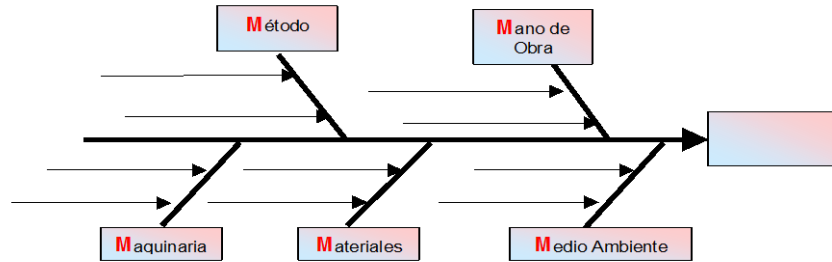 Método
Mano de
Obra
Maquinaria
Materiales
Medio Ambiente